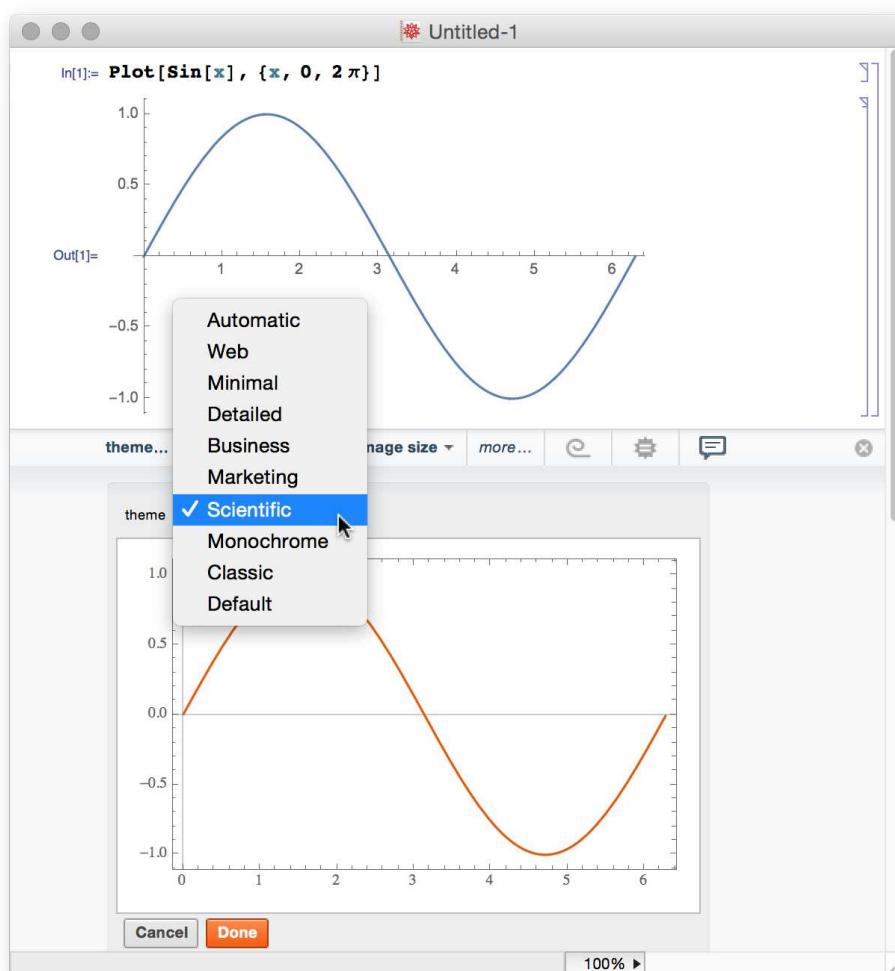 Untitled-1
In[1]:= Plot[Sin[x], {x, 0, 2 π}]
1.0
0.5
Out[1]=
1 2 3 4 5 6
−0.5
−1.0
Automatic
Web
Minimal
Detailed
Business
Marketing
✓ Scientific
Monochrome
Classic
Default
theme... size more...
theme
1.0
0.5
0.0
−0.5
−1.0
0 1 2 3 4 5 6
Cancel Done
100%